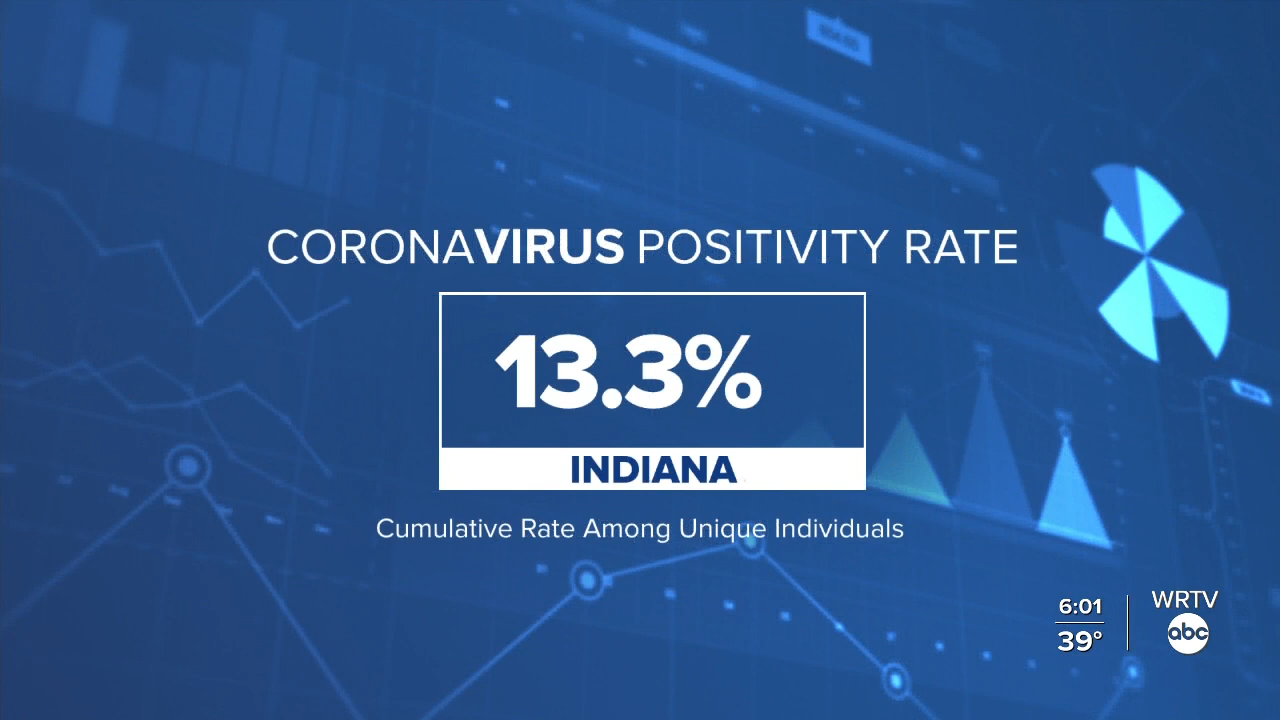 CORONAVIRUS POSITIVITY RATE
13.3%
INDIANA
Cumulative Rate Among Unique Individuals
6:01
39°
WRTV
abc